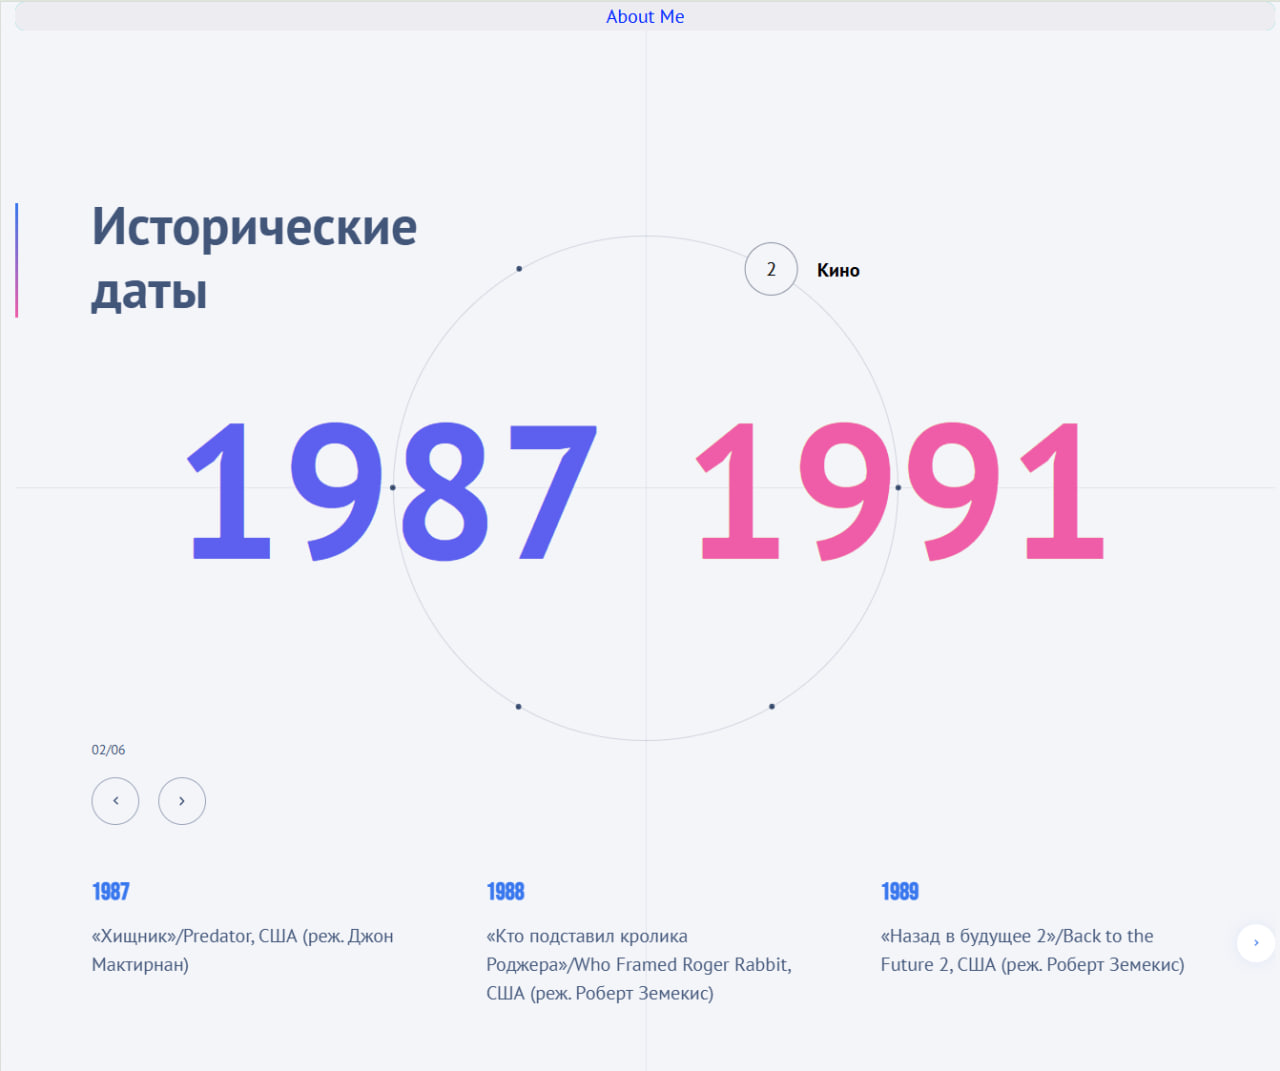 About Me
Исторические
даты
2
Кино
1987 1991
02/06
1987
«Хищник»/Predator, США (реж. Джон
Мактирнан)
1988
«Кто подставил кролика
Роджера»/Who Framed Roger Rabbit,
США (реж. Роберт Земекис)
1989
«Назад в будущее 2»/Back to the
Future 2, США (реж. Роберт Земекис)